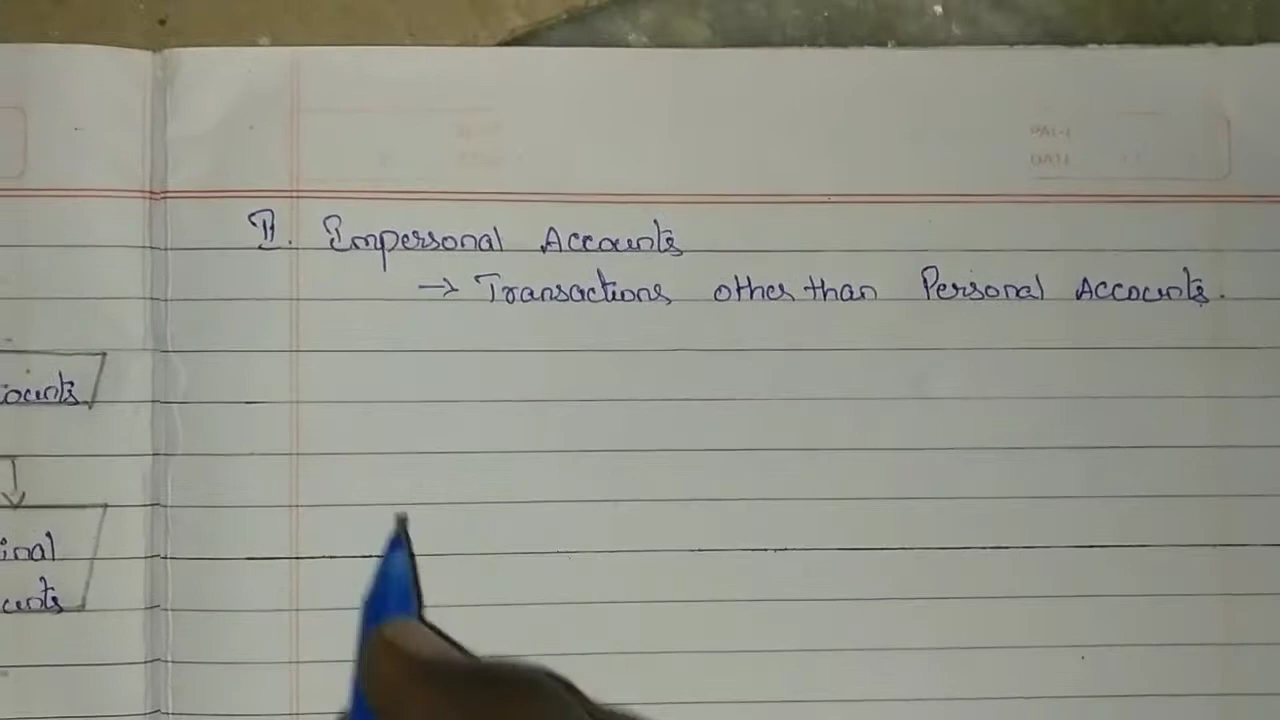 II. Impersonal Accounts
→ Transactions other than Personal Accounts.